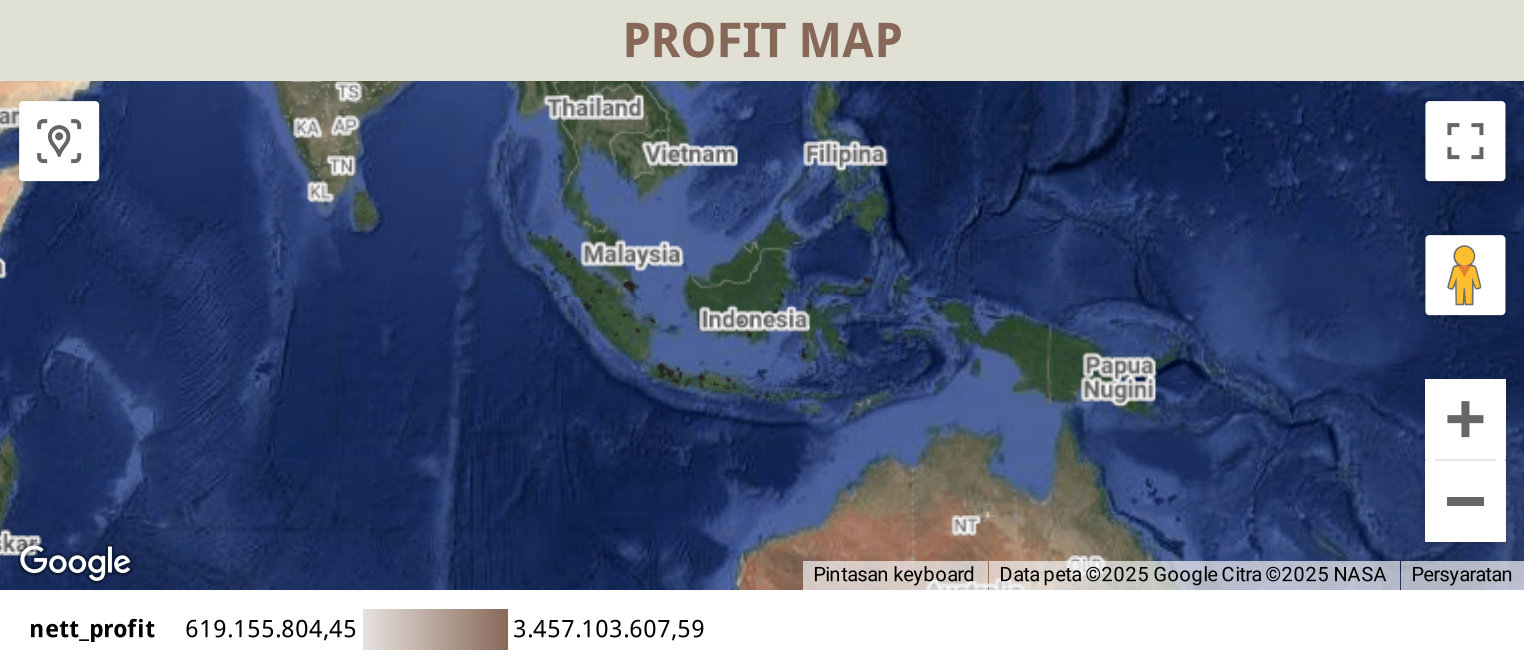 PROFIT MAP
TS
Thailand
KA AP
Vietnam
Filipina
TN
KL
Malaysia
Indonesia
Papua
Nugini
NT
Google
Pintasan keyboard
Data peta ©2025 Google Citra ©2025 NASA
Persyaratan
nett_profit 619.155.804,45 3.457.103.607,59